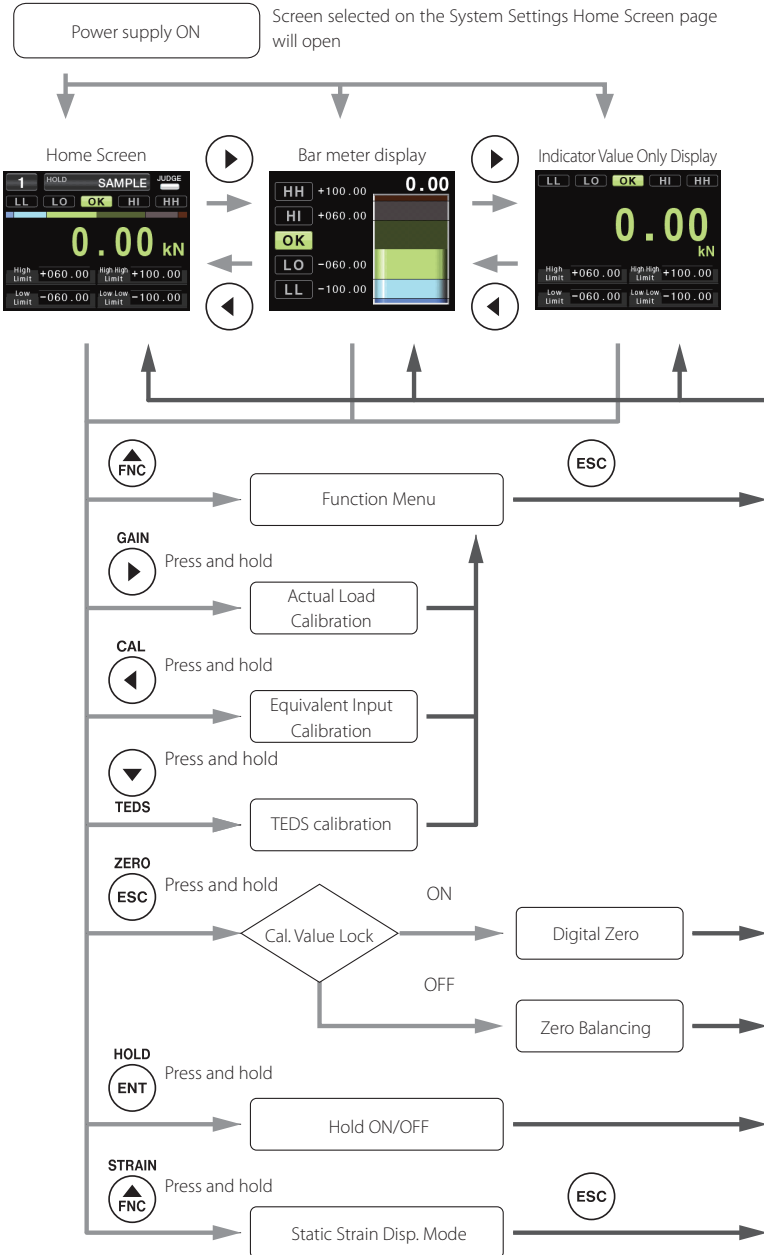 Power supply ON
Screen selected on the System Settings Home Screen page
will open
Home Screen
Bar meter display
Indicator Value Only Display
1 HOLD SAMPLE JUDGE
LL LO OK HI HH
0.00 kN
High Limit +060.00 High High Limit +100.00
Low Limit -060.00 Low Low Limit -100.00
0.00
HH +100.00
HI +060.00
OK
LO -060.00
LL -100.00
LL LO OK HI HH
0.00
kN
High Limit +060.00 High High Limit +100.00
Low Limit -060.00 Low Low Limit -100.00
FNC
Function Menu
ESC
GAIN
Press and hold
Actual Load
Calibration
CAL
Press and hold
Equivalent Input
Calibration
Press and hold
TEDS
TEDS calibration
ZERO
ESC
Press and hold
Cal. Value Lock
ON
Digital Zero
OFF
Zero Balancing
HOLD
ENT
Press and hold
Hold ON/OFF
STRAIN
FNC
Press and hold
Static Strain Disp. Mode
ESC